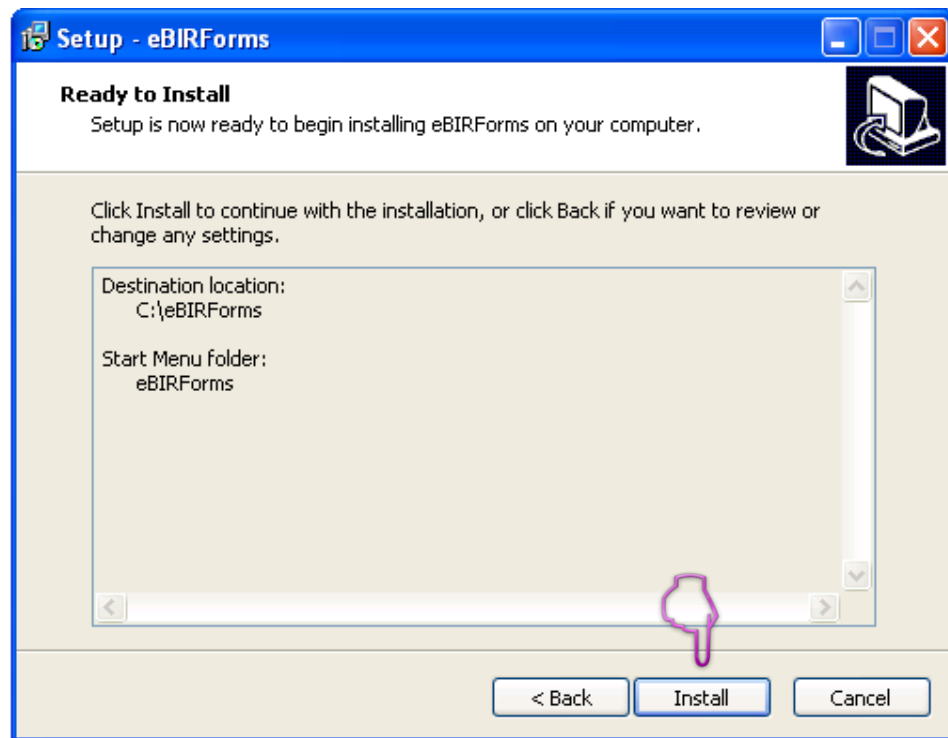 Setup - eBIRForms
Ready to Install
Setup is now ready to begin installing eBIRForms on your computer.
Click Install to continue with the installation, or click Back if you want to review or
change any settings.
Destination location:
C:\eBIRForms
Start Menu folder:
eBIRForms
< Back
Install
Cancel